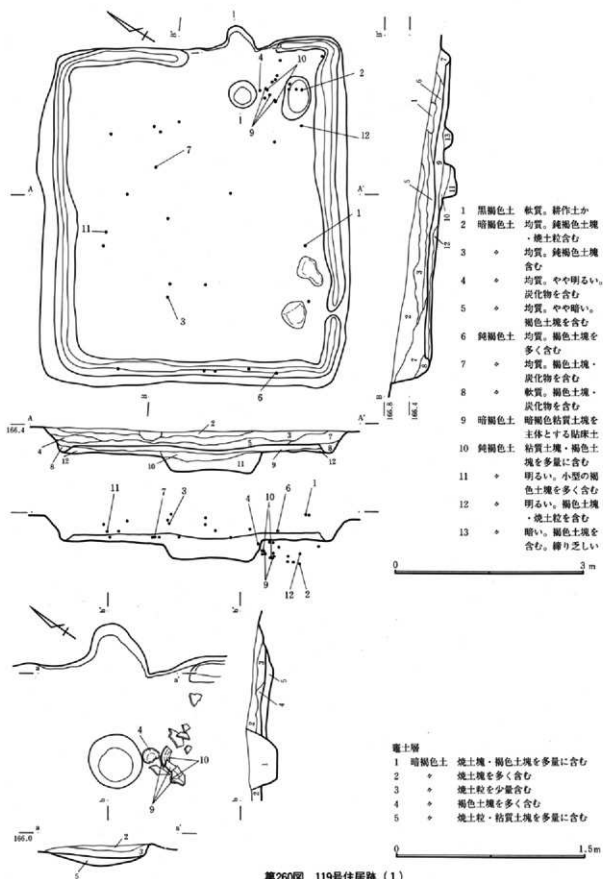 1 黒褐色土 軟質。耕作土か
2 暗褐色土 均質。鈍褐色土塊
・焼土粒含む
3 〃 均質。鈍褐色土塊
含む
4 〃 均質。やや明るい。
炭化物を含む
5 〃 均質。やや暗い。
褐色土塊を含む
6 鈍褐色土 均質。褐色土塊を
多く含む
7 〃 均質。褐色土塊・
炭化物を含む
8 〃 軟質。褐色土塊・
炭化物を含む
9 暗褐色土 暗褐色粘質土塊を
主体とする貼床土
10 鈍褐色土 粘質土塊・褐色土
塊を多量に含む
11 〃 明るい。小型の褐
色土塊を多く含む
12 〃 明るい。褐色土塊
・焼土粒を含む
13 〃 暗い。褐色土塊を
含む。締り乏しい
0 3 m
A A'
B
166.8 166.4
A A'
166.4
竈土層
1 暗褐土色 焼土塊・褐色土塊を多量に含む
2 〃 焼土塊を多く含む
3 〃 焼土粒を少量含む
4 〃 褐色土塊を多く含む
5 〃 焼土粒・粘質土塊を多量に含む
0 1.5 m
a a'
166.0
第260図 119号住居跡 (1)